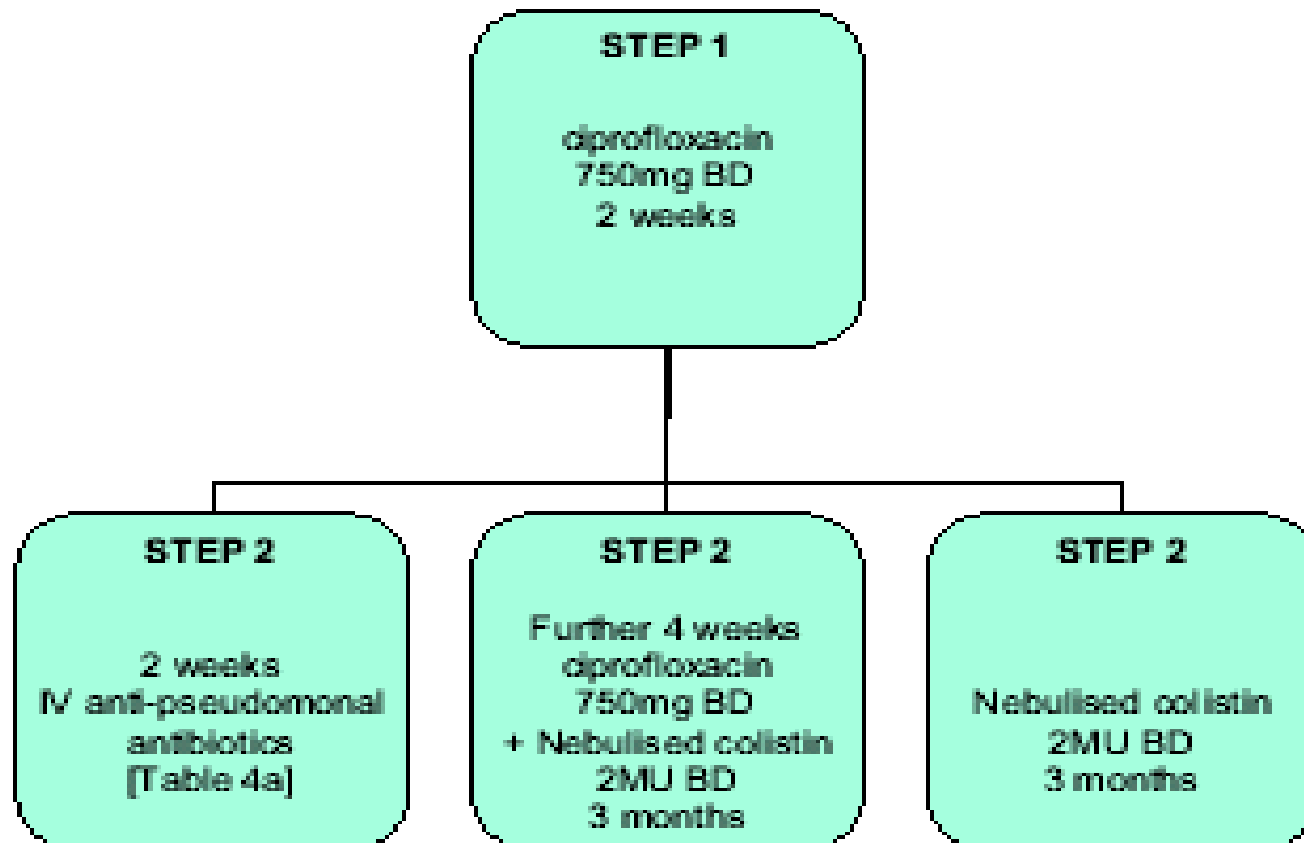 STEP 1
ciprofloxacin
750mg BD
2 weeks
STEP 2
2 weeks
IV anti-pseudomonal
antibiotics
[Table 4a]
STEP 2
Further 4 weeks
ciprofloxacin
750mg BD
+ Nebulised colistin
2MU BD
3 months
STEP 2
Nebulised colistin
2MU BD
3 months